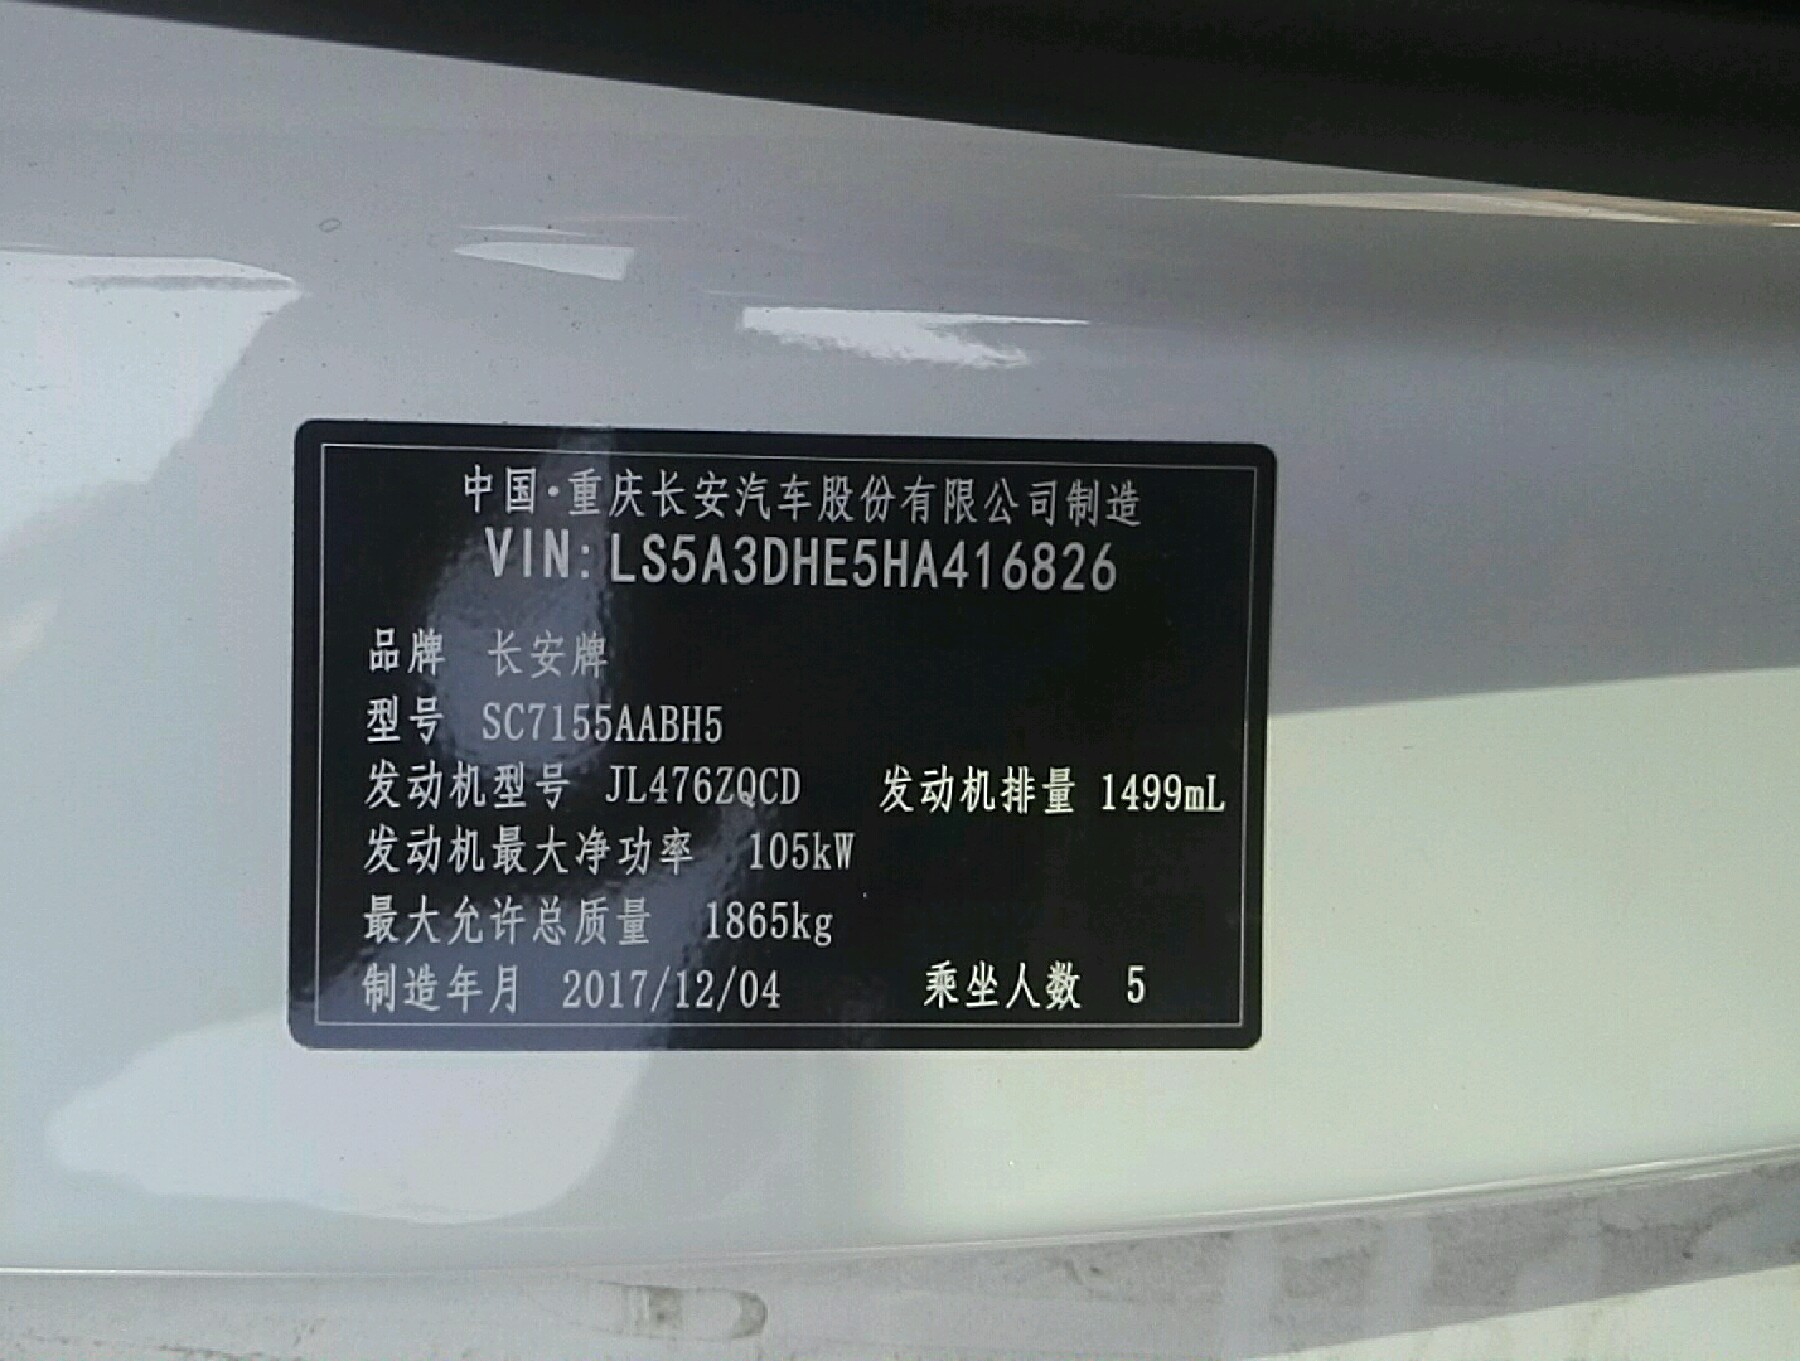 中国·重庆长安汽车股份有限公司制造
VIN: LS5A3DHE5HA416826
品牌 长安牌
型号 SC7155AABH5
发动机型号 JL476ZQCD 发动机排量 1499mL
发动机最大净功率 105kW
最大允许总质量 1865kg
制造年月 2017/12/04 乘坐人数 5